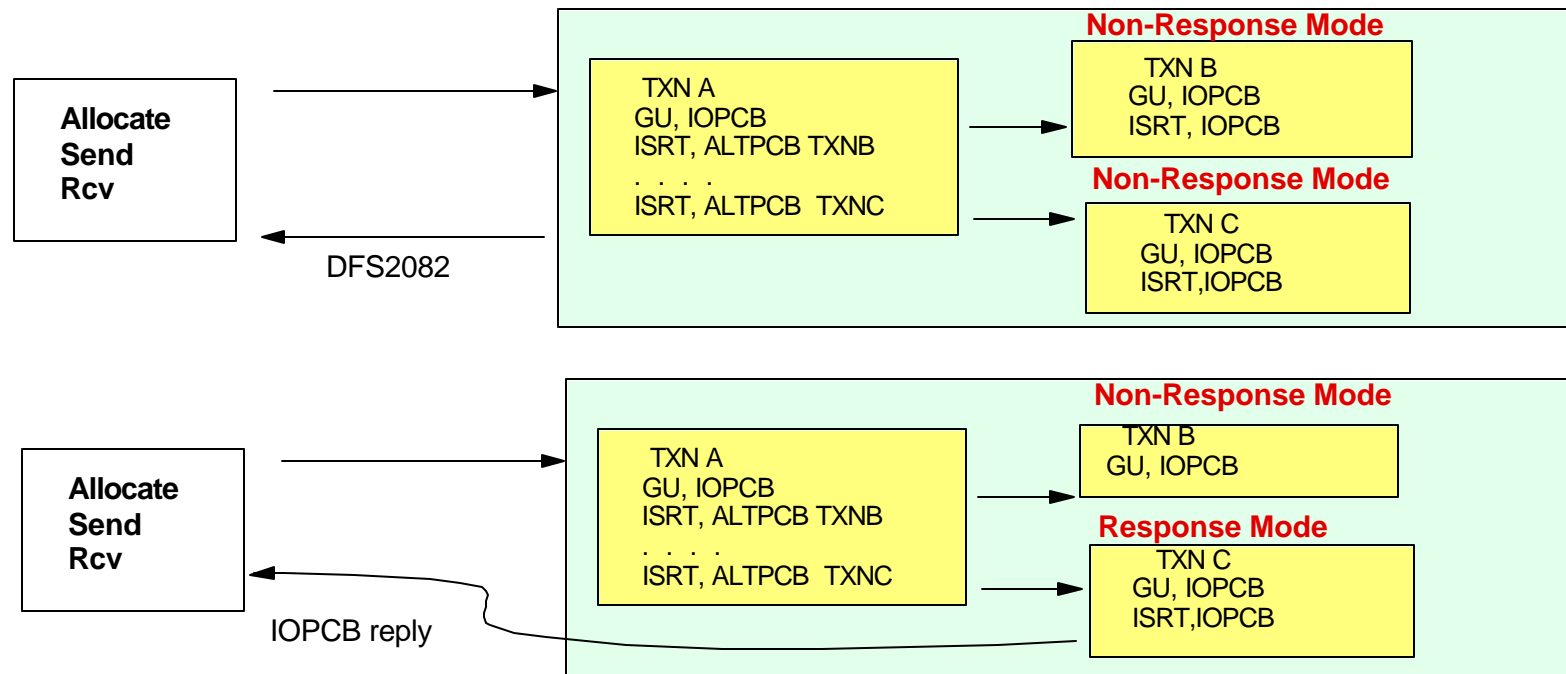 Allocate
Send
Rcv
DFS2082
TXN A
GU, IOPCB
ISRT, ALTPCB TXNB
. . . .
ISRT, ALTPCB TXNC
Non-Response Mode
TXN B
GU, IOPCB
ISRT, IOPCB
Non-Response Mode
TXN C
GU, IOPCB
ISRT,IOPCB
Allocate
Send
Rcv
IOPCB reply
TXN A
GU, IOPCB
ISRT, ALTPCB TXNB
. . . .
ISRT, ALTPCB TXNC
Non-Response Mode
TXN B
GU, IOPCB
Response Mode
TXN C
GU, IOPCB
ISRT,IOPCB